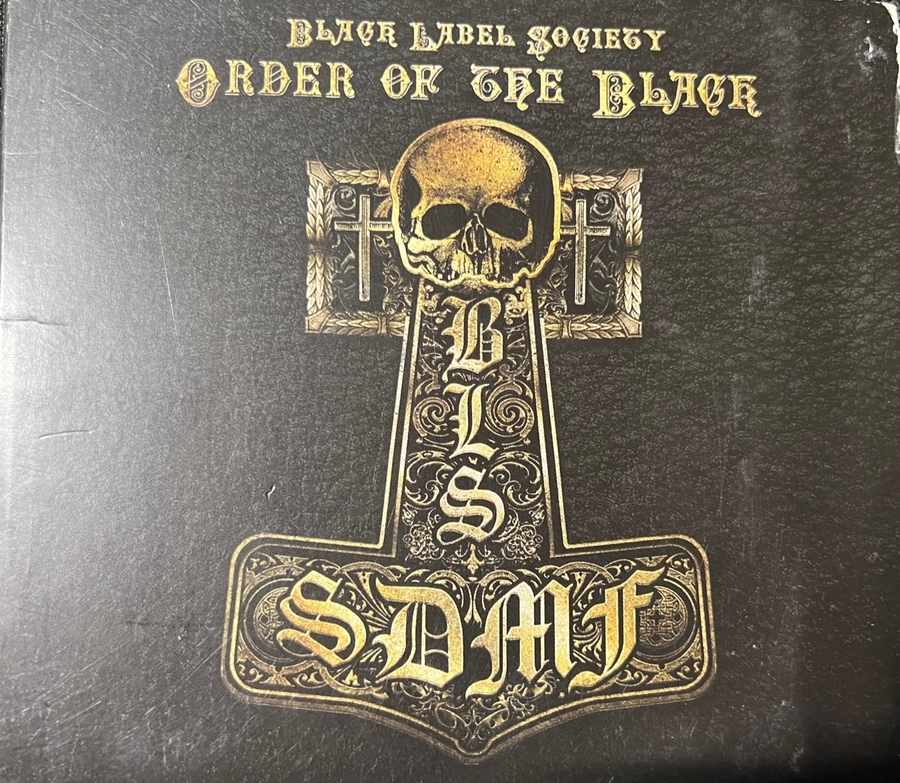 Black Label Society
Order of the Black
B
L
S
SDMF